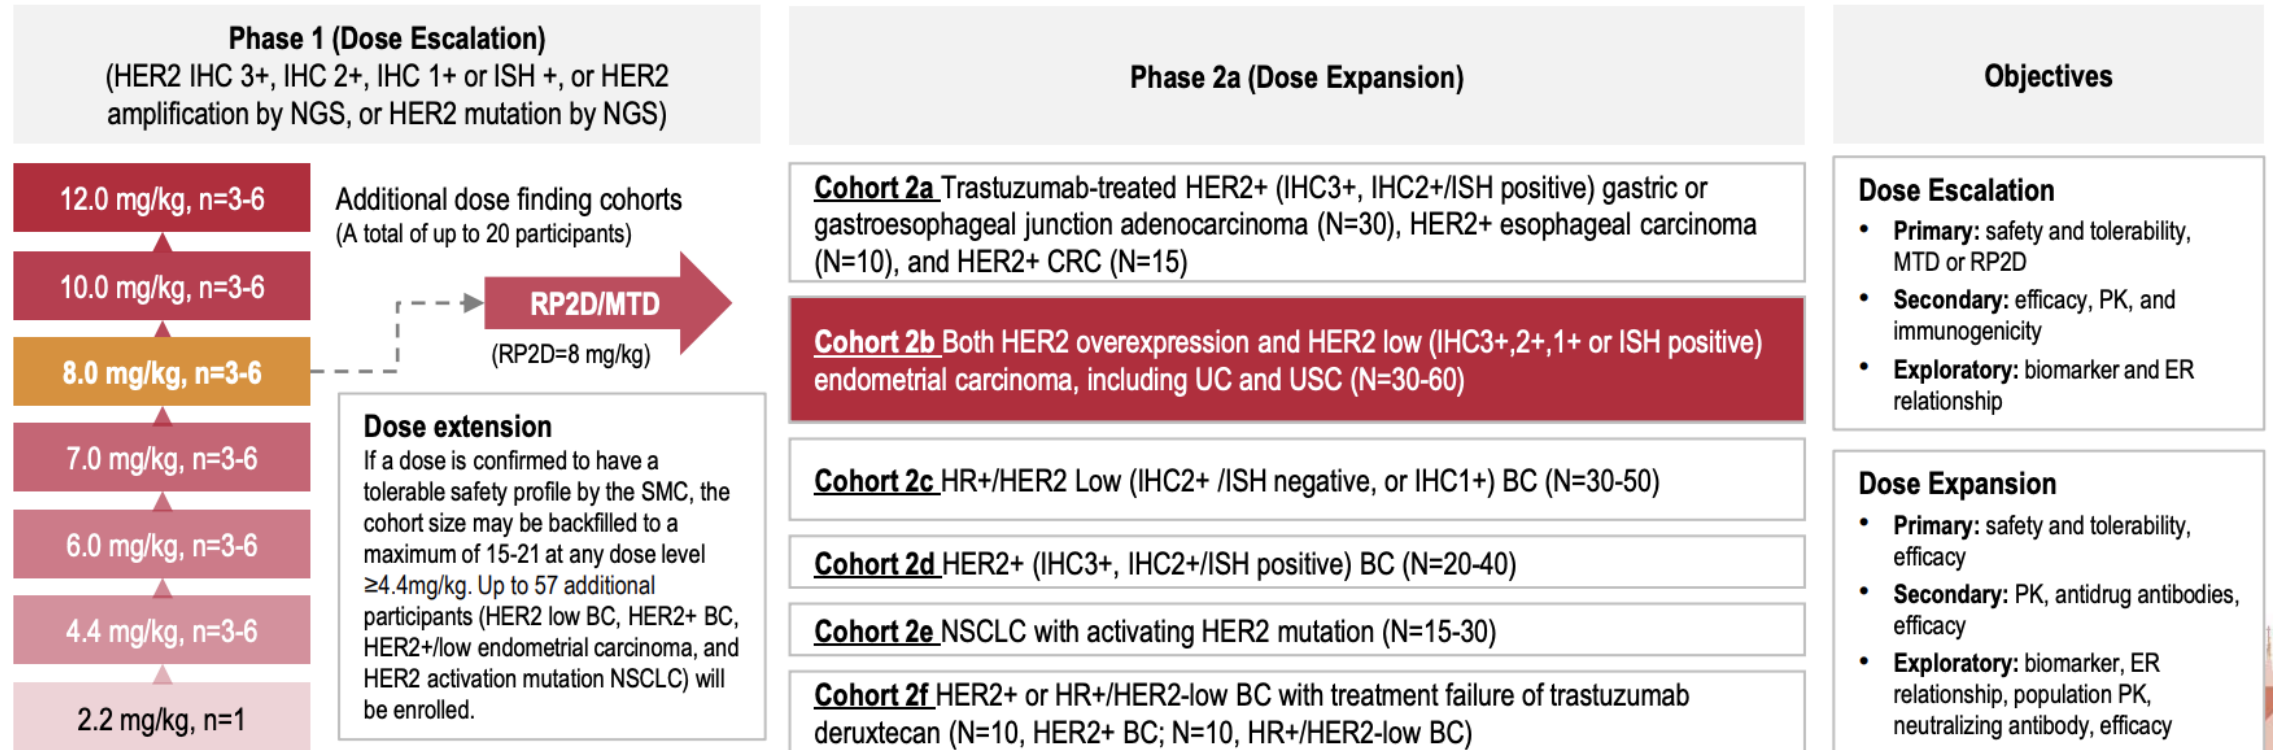 Phase 1 (Dose Escalation)
(HER2 IHC 3+, IHC 2+, IHC 1+ or ISH +, or HER2
amplification by NGS, or HER2 mutation by NGS)
12.0 mg/kg, n=3-6
10.0 mg/kg, n=3-6
8.0 mg/kg, n=3-6
7.0 mg/kg, n=3-6
6.0 mg/kg, n=3-6
4.4 mg/kg, n=3-6
2.2 mg/kg, n=1
Additional dose finding cohorts
(A total of up to 20 participants)
RP2D/MTD
(RP2D=8 mg/kg)
Dose extension
If a dose is confirmed to have a
tolerable safety profile by the SMC, the
cohort size may be backfilled to a
maximum of 15-21 at any dose level
≥4.4mg/kg. Up to 57 additional
participants (HER2 low BC, HER2+ BC,
HER2+/low endometrial carcinoma, and
HER2 activation mutation NSCLC) will
be enrolled.
Phase 2a (Dose Expansion)
Cohort 2a Trastuzumab-treated HER2+ (IHC3+, IHC2+/ISH positive) gastric or
gastroesophageal junction adenocarcinoma (N=30), HER2+ esophageal carcinoma
(N=10), and HER2+ CRC (N=15)
Cohort 2b Both HER2 overexpression and HER2 low (IHC3+,2+,1+ or ISH positive)
endometrial carcinoma, including UC and USC (N=30-60)
Cohort 2c HR+/HER2 Low (IHC2+ /ISH negative, or IHC1+) BC (N=30-50)
Cohort 2d HER2+ (IHC3+, IHC2+/ISH positive) BC (N=20-40)
Cohort 2e NSCLC with activating HER2 mutation (N=15-30)
Cohort 2f HER2+ or HR+/HER2-low BC with treatment failure of trastuzumab
deruxtecan (N=10, HER2+ BC; N=10, HR+/HER2-low BC)
Objectives
Dose Escalation
• Primary: safety and tolerability,
MTD or RP2D
• Secondary: efficacy, PK, and
immunogenicity
• Exploratory: biomarker and ER
relationship
Dose Expansion
• Primary: safety and tolerability,
efficacy
• Secondary: PK, antidrug antibodies,
efficacy
• Exploratory: biomarker, ER
relationship, population PK,
neutralizing antibody, efficacy